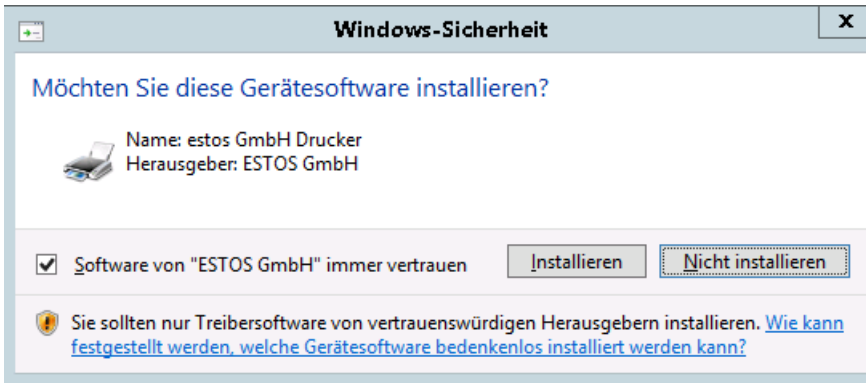 Windows-Sicherheit
x
Möchten Sie diese Gerätesoftware installieren?
Name: estos GmbH Drucker
Herausgeber: ESTOS GmbH
Software von "ESTOS GmbH" immer vertrauen
Installieren
Nicht installieren
Sie sollten nur Treibersoftware von vertrauenswürdigen Herausgebern installieren. Wie kann
festgestellt werden, welche Gerätesoftware bedenkenlos installiert werden kann?